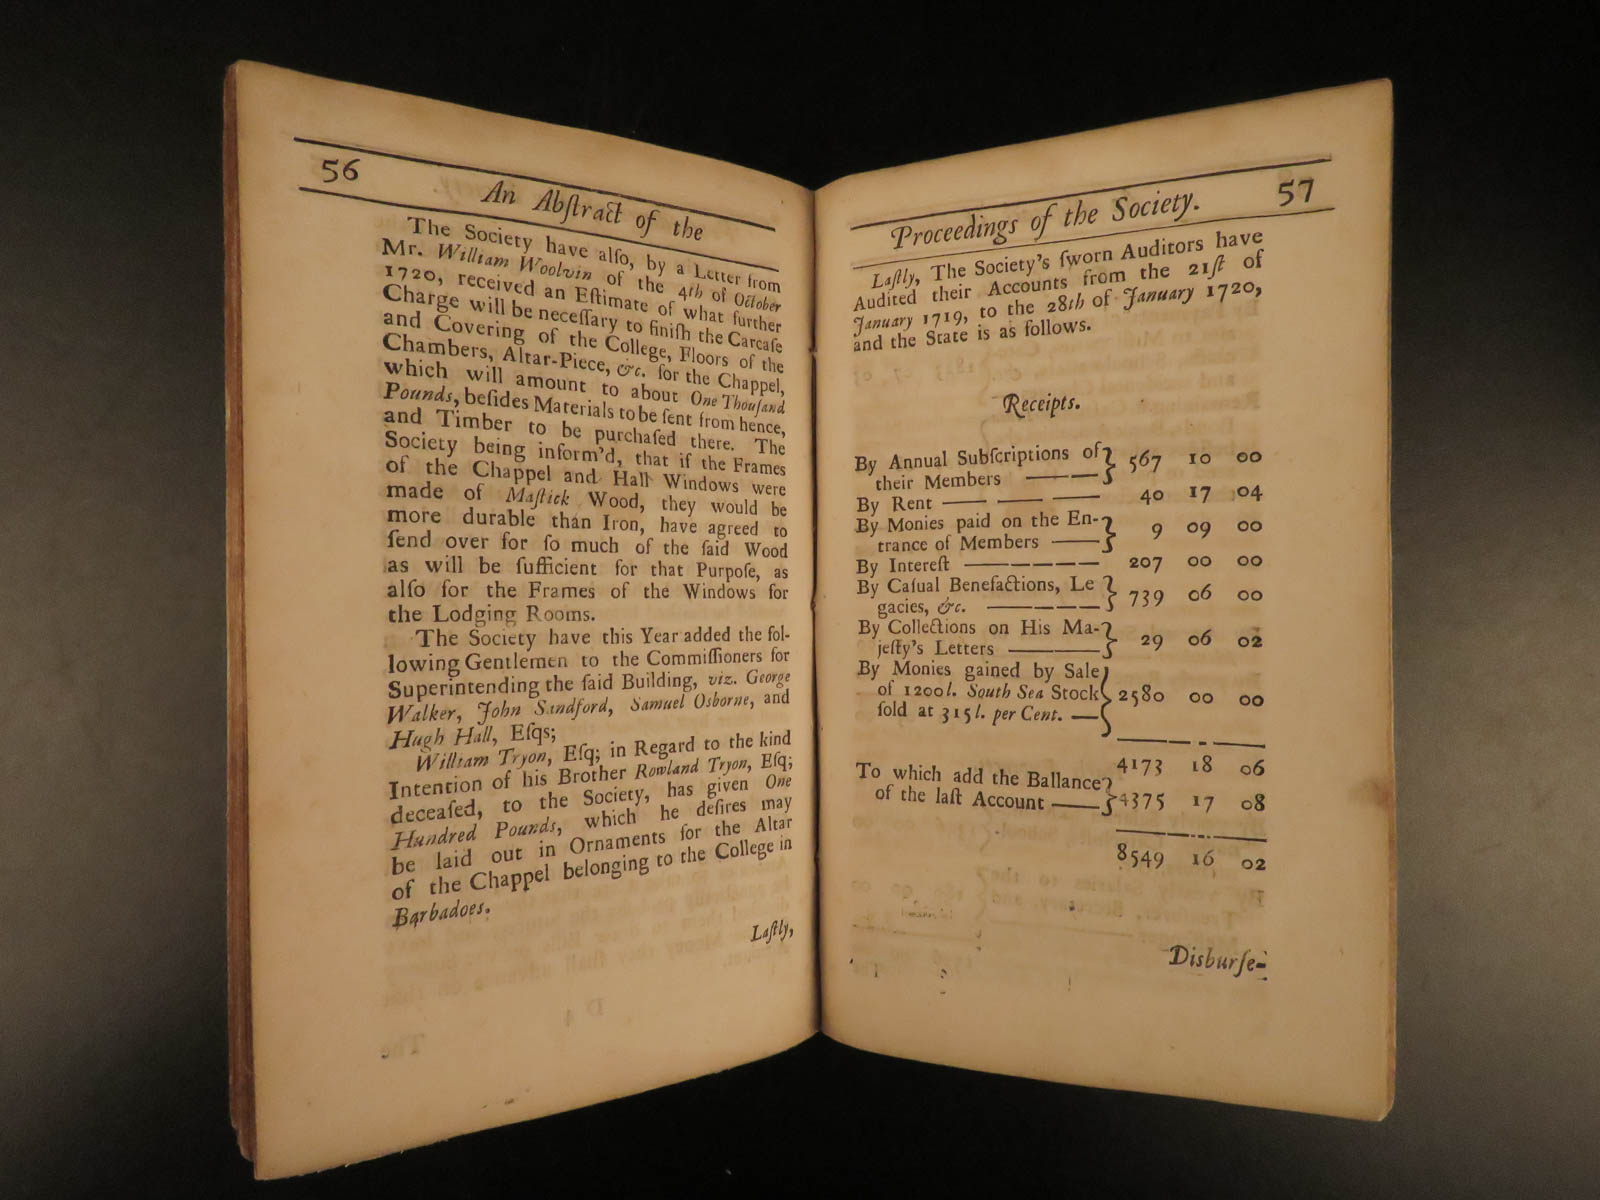 56
An Abſtract of the
The Society have alſo, by a Letter from
Mr. William Woolvin of the 4th of October
1720, received an Eſtimate of what further
Charge will be neceſſary to finiſh the Carcaſe
and Covering of the College, Floors of the
Chambers, Altar-Piece, &c. for the Chappel,
which will amount to about One Thouſand
Pounds, beſides Materials to be ſent from hence,
and Timber to be purchaſed there. The
Society being inform'd, that if the Frames
of the Chappel and Hall Windows were
made of Maſtick Wood, they would be
more durable than Iron, have agreed to
ſend over for ſo much of the ſaid Wood
as will be ſufficient for that Purpoſe, as
alſo for the Frames of the Windows for
the Lodging Rooms.
The Society have this Year added the fol-
lowing Gentlemen to the Commiſſioners for
Superintending the ſaid Building, viz. George
Walker, John Sandford, Samuel Osborne, and
Hugh Hall, Eſqs;
William Tryon, Eſq; in Regard to the kind
Intention of his Brother Rowland Tryon, Eſq;
deceaſed, to the Society, has given One
Hundred Pounds, which he deſires may
be laid out in Ornaments for the Altar
of the Chappel belonging to the College in
Barbadoes.
Laſtly,
Proceedings of the Society. 57
Laſtly, The Society's ſworn Auditors have
Audited their Accounts from the 21ſt of
January 1719, to the 28th of January 1720,
and the State is as follows.
Receipts.
By Annual Subſcriptions of
their Members — 567 10 00
By Rent — — — 40 17 04
By Monies paid on the En-
trance of Members — 9 09 00
By Intereſt — 207 00 00
By Caſual Benefactions, Le
gacies, &c. — 739 06 00
By Collections on His Ma-
jeſty's Letters — 29 06 02
By Monies gained by Sale
of 1200l. South Sea Stock 2580 00 00
ſold at 315l. per Cent. —
4173 18 06
To which add the Ballance
of the laſt Account — 4375 17 08
8549 16 02
Disburſe-